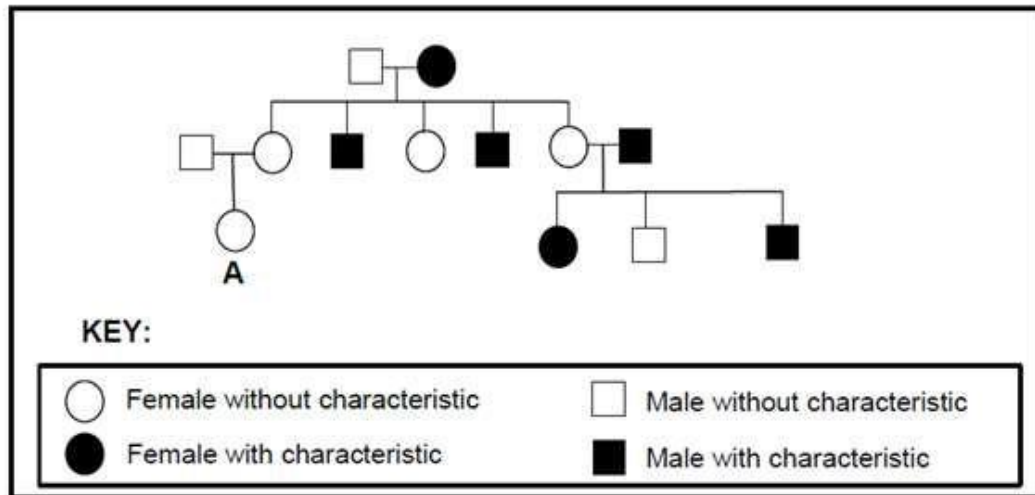 A
KEY:
Female without characteristic
Male without characteristic
Female with characteristic
Male with characteristic